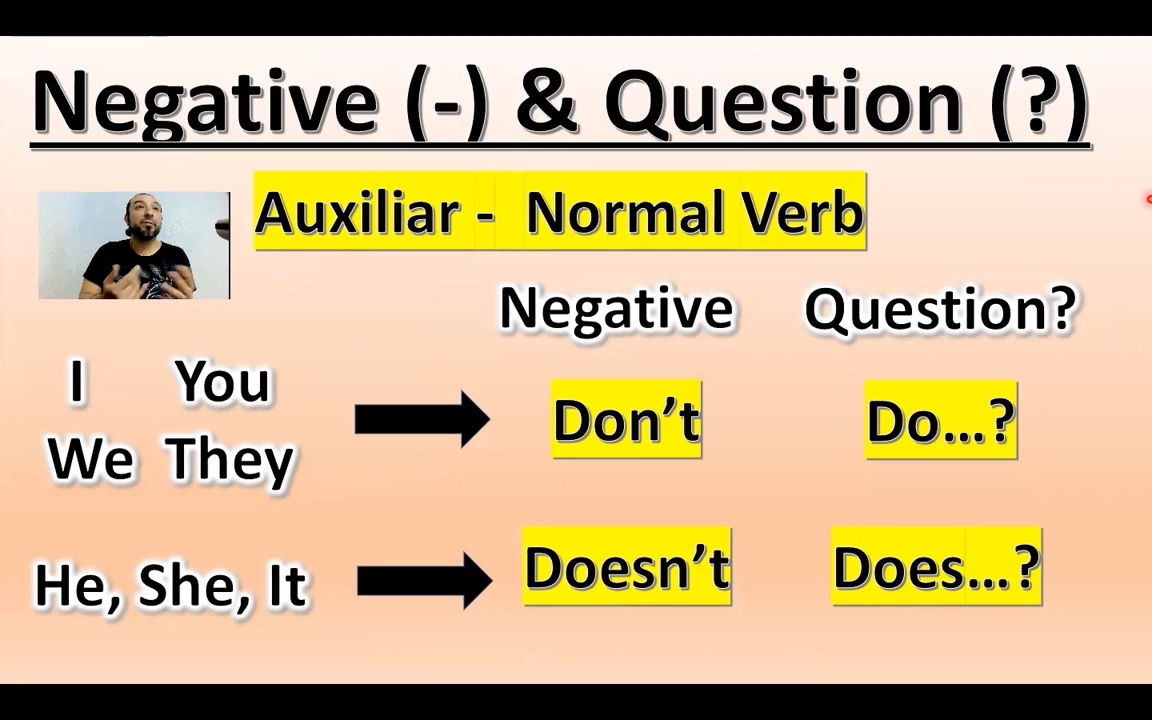 Negative (-) & Question (?)
Auxiliar - Normal Verb
Negative Question?
I You
We They
Don’t Do...?
He, She, It
Doesn’t Does...?